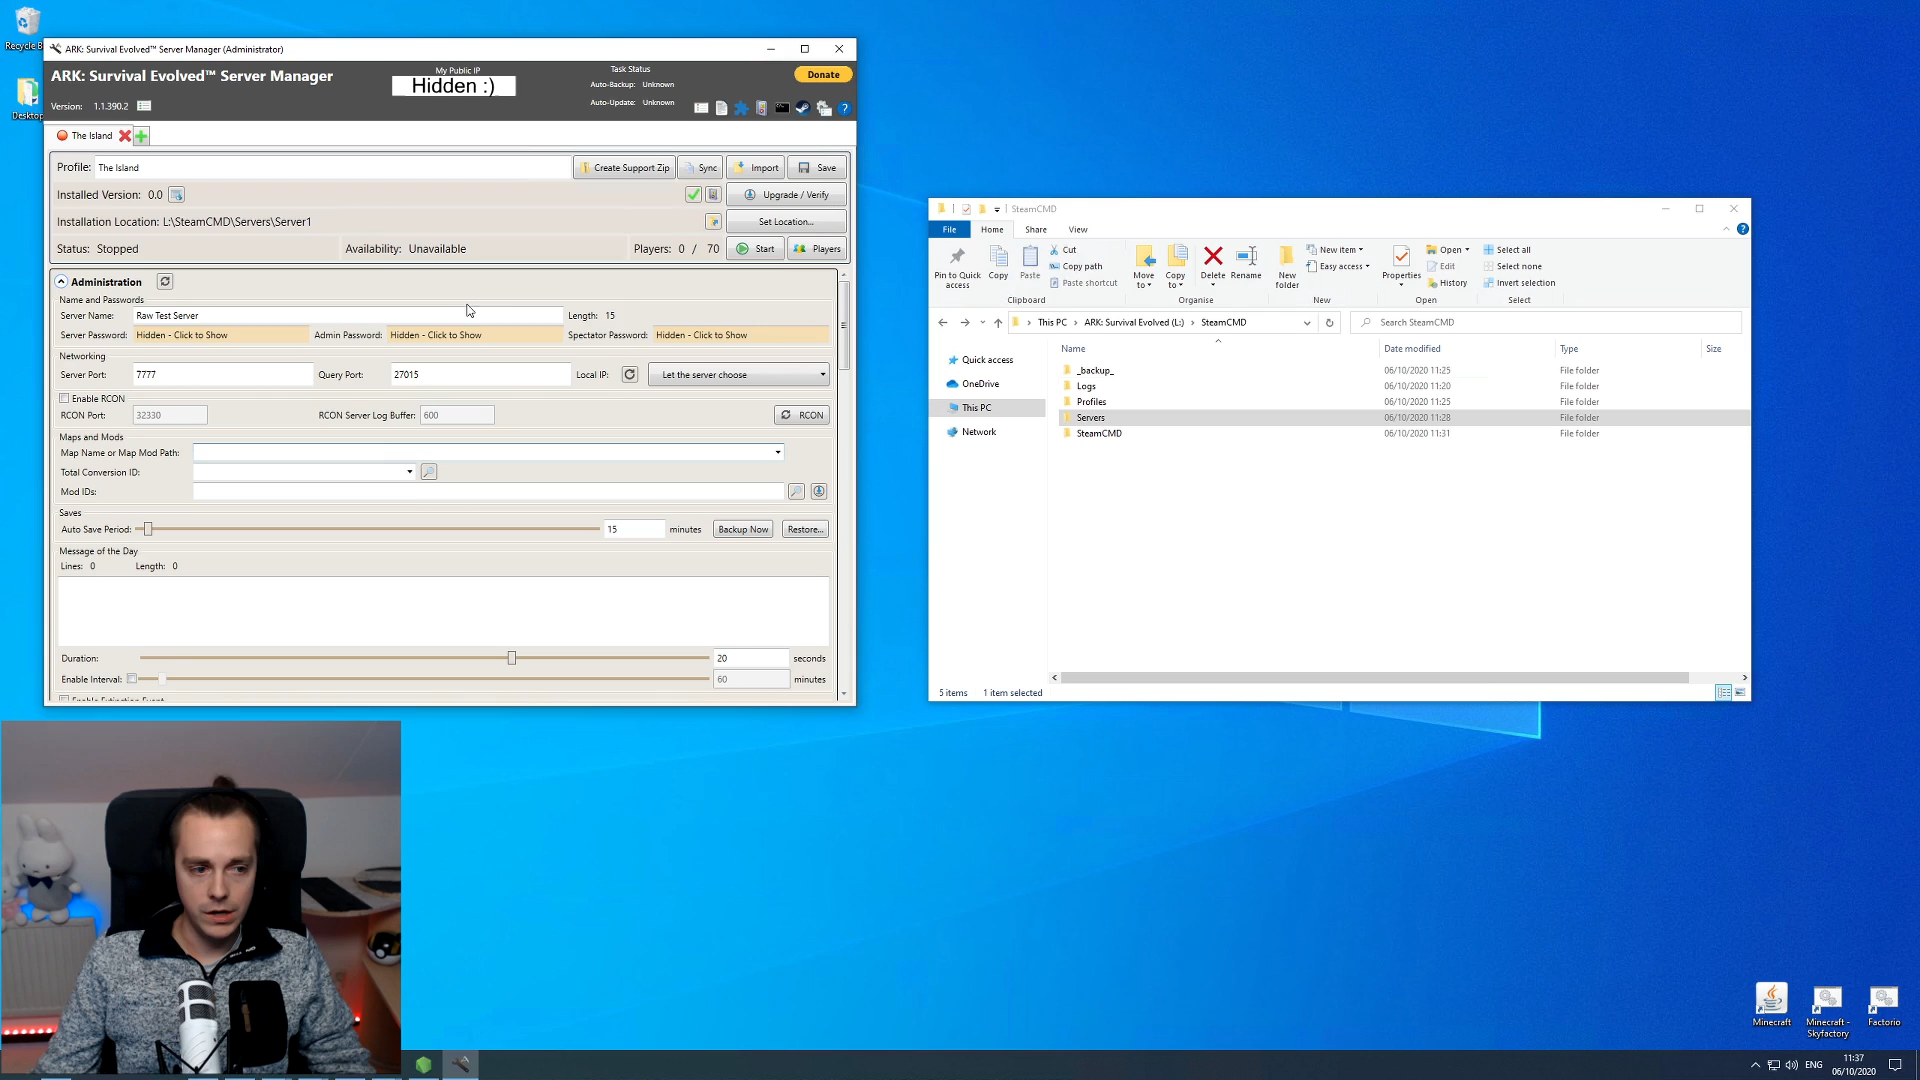 Recycle B
Desktop
ARK: Survival Evolved™ Server Manager (Administrator)
ARK: Survival Evolved™ Server Manager
My Public IP
Hidden :)
Task Status
Auto-Backup: Unknown
Auto-Update: Unknown
Donate
Version: 1.1.390.2
The Island
Profile: The Island
Create Support Zip
Sync
Import
Save
Installed Version: 0.0
Upgrade / Verify
Installation Location: L:\SteamCMD\Servers\Server1
Set Location...
Status: Stopped
Availability: Unavailable
Players: 0 / 70
Start
Players
Administration
Name and Passwords
Server Name: Raw Test Server
Length: 15
Server Password: Hidden - Click to Show
Admin Password: Hidden - Click to Show
Spectator Password: Hidden - Click to Show
Networking
Server Port: 7777
Query Port: 27015
Local IP:
Let the server choose
Enable RCON
RCON Port: 32330
RCON Server Log Buffer: 600
RCON
Maps and Mods
Map Name or Map Mod Path:
Total Conversion ID:
Mod IDs:
Saves
Auto Save Period:
15 minutes
Backup Now
Restore...
Message of the Day
Lines: 0 Length: 0
Duration:
20 seconds
Enable Interval:
60 minutes
Enable Extinction Event
SteamCMD
File
Home
Share
View
Pin to Quick access
Copy
Paste
Cut
Copy path
Paste shortcut
Clipboard
Move to
Copy to
Delete
Rename
Organise
New folder
New item
Easy access
New
Properties
Open
Edit
History
Open
Select all
Select none
Invert selection
Select
This PC
ARK: Survival Evolved (L:)
SteamCMD
Search SteamCMD
Quick access
OneDrive
This PC
Network
Name Date modified Type Size
_backup_ 06/10/2020 11:25 File folder
Logs 06/10/2020 11:20 File folder
Profiles 06/10/2020 11:25 File folder
Servers 06/10/2020 11:28 File folder
SteamCMD 06/10/2020 11:31 File folder
5 items 1 item selected
Minecraft
Minecraft - Skyfactory
Factorio
ENG
11:37
06/10/2020